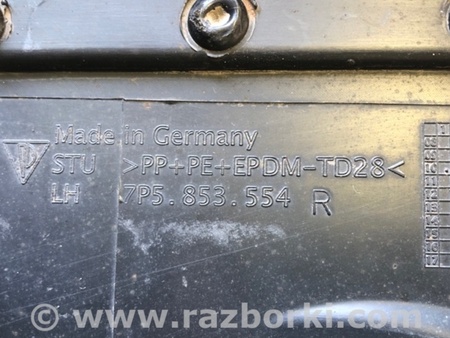 Made in Germany
STU >PP+PE+EPDM-TD28<
LH 7P5.853.554 R
© www.razborki.com